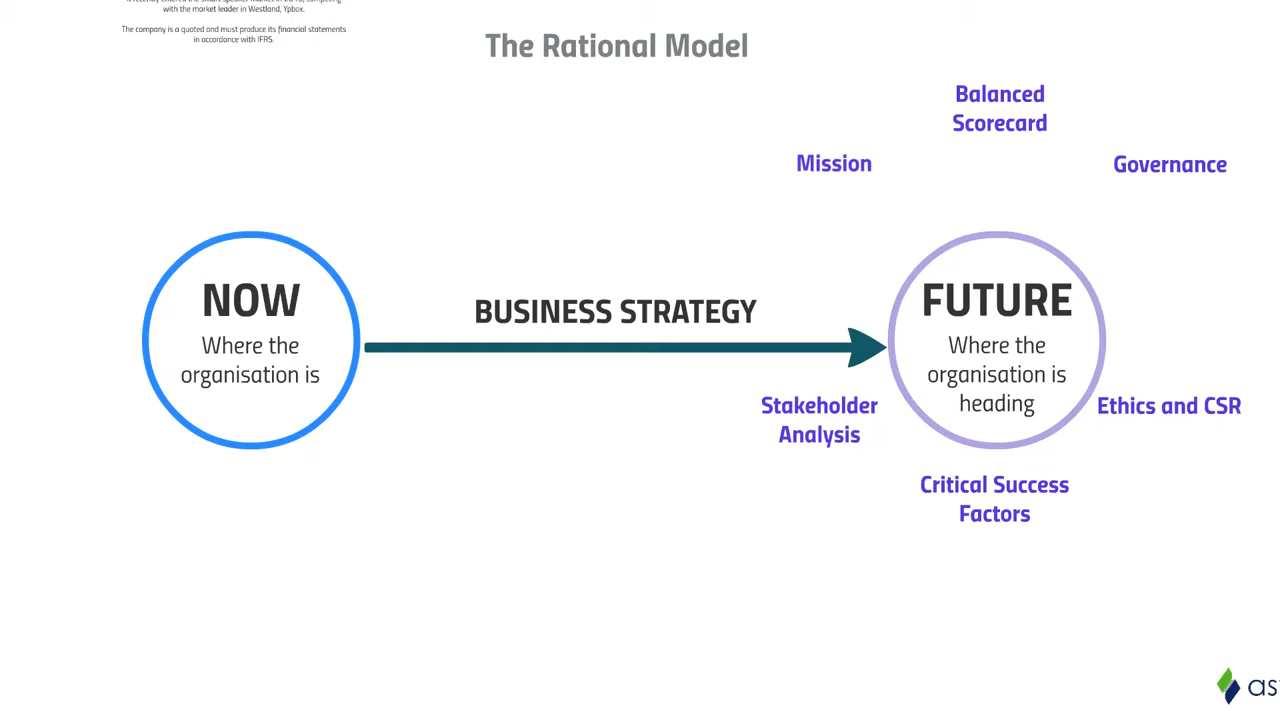 with the market leader in Westland, Ypbox.
The company is a quoted and must produce its financial statements
in accordance with IFRS.
The Rational Model
Balanced
Scorecard
Mission
Governance
NOW
Where the
organisation is
BUSINESS STRATEGY
FUTURE
Where the
organisation is
heading
Stakeholder
Analysis
Ethics and CSR
Critical Success
Factors